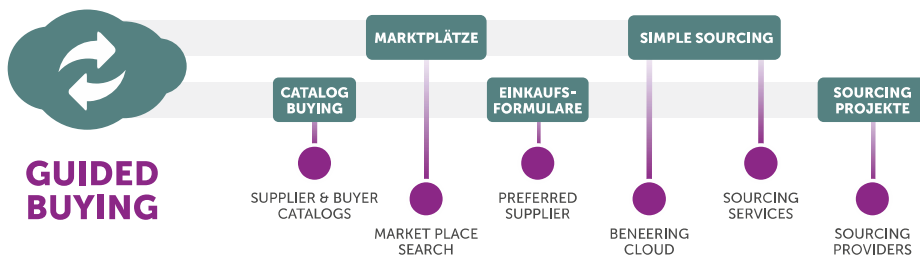 MARKTPLÄTZE
SIMPLE SOURCING
CATALOG
BUYING
EINKAUFS-
FORMULARE
SOURCING
PROJEKTE
GUIDED
BUYING
SUPPLIER & BUYER
CATALOGS
MARKET PLACE
SEARCH
PREFERRED
SUPPLIER
BENEERING
CLOUD
SOURCING
SERVICES
SOURCING
PROVIDERS